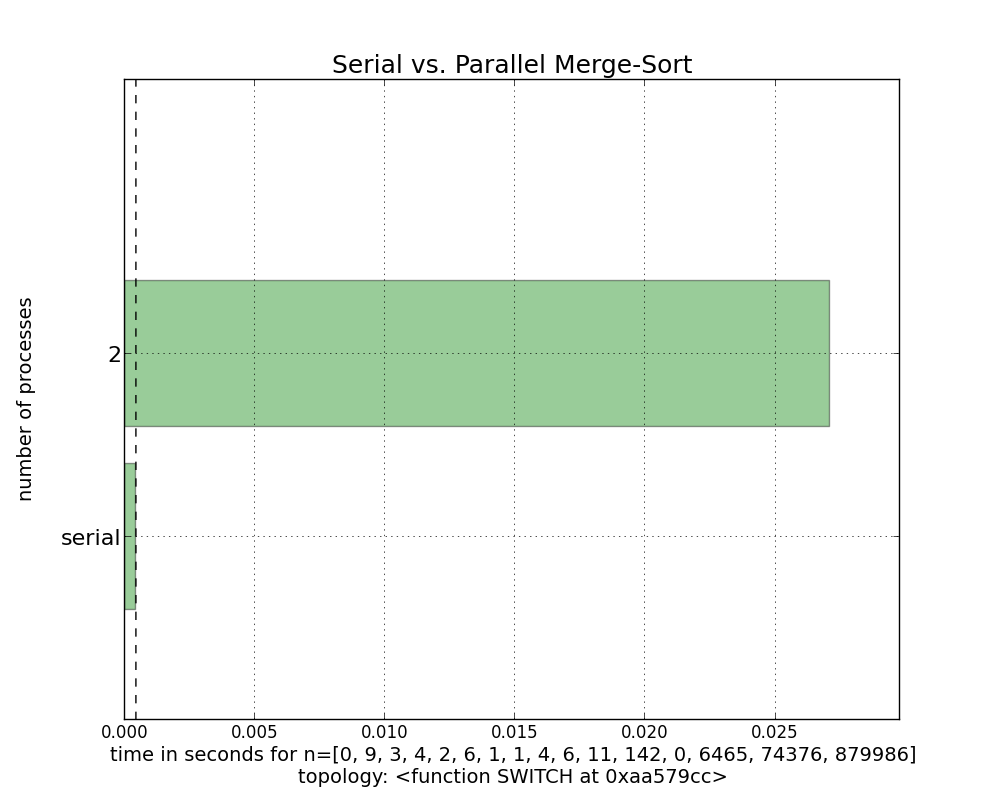 Serial vs. Parallel Merge-Sort
number of processes
2
serial
0.000 0.005 0.010 0.015 0.020 0.025
time in seconds for n=[0, 9, 3, 4, 2, 6, 1, 1, 4, 6, 11, 142, 0, 6465, 74376, 879986]
topology: <function SWITCH at 0xaa579cc>